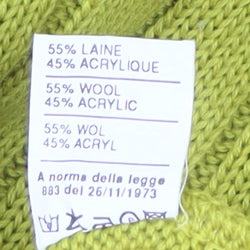 55% LAINE
45% ACRYLIQUE
55% WOOL
45% ACRYLIC
55% WOL
45% ACRYL
A norma della legge
883 del 26/11/1973